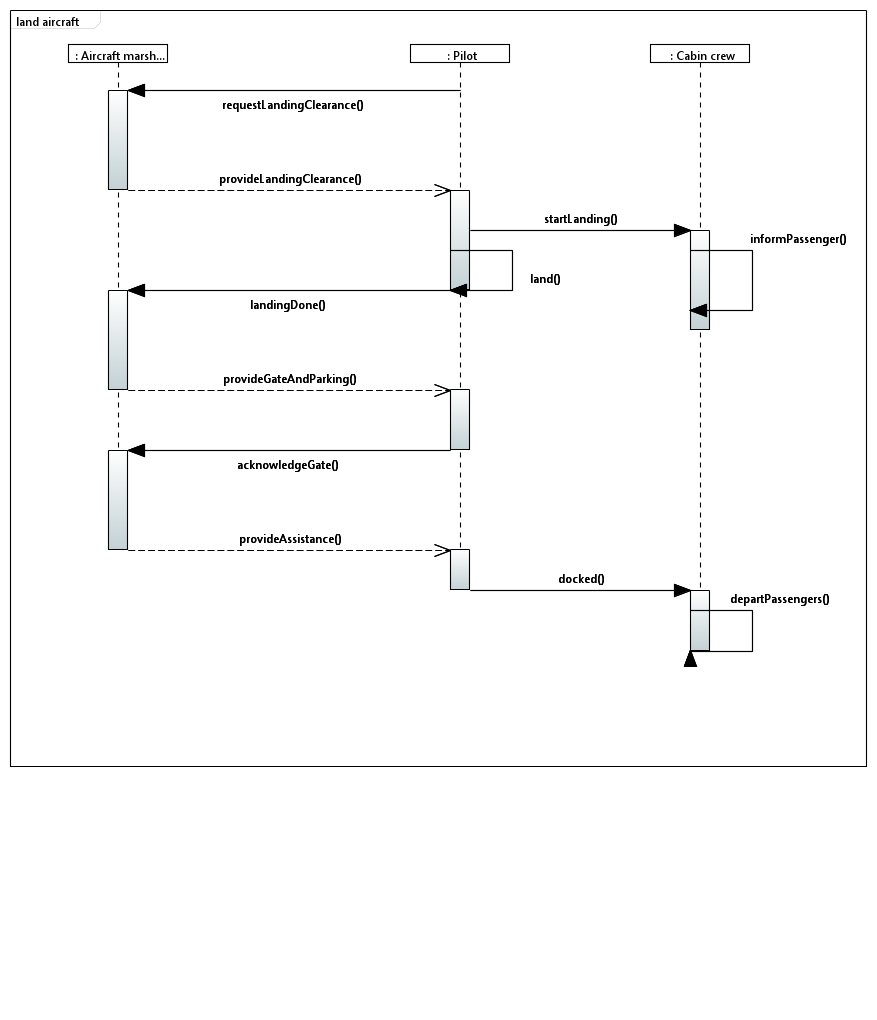 land aircraft
: Aircraft marsh...
: Pilot
: Cabin crew
requestLandingClearance()
provideLandingClearance()
startLanding()
informPassenger()
land()
landingDone()
provideGateAndParking()
acknowledgeGate()
provideAssistance()
docked()
departPassengers()